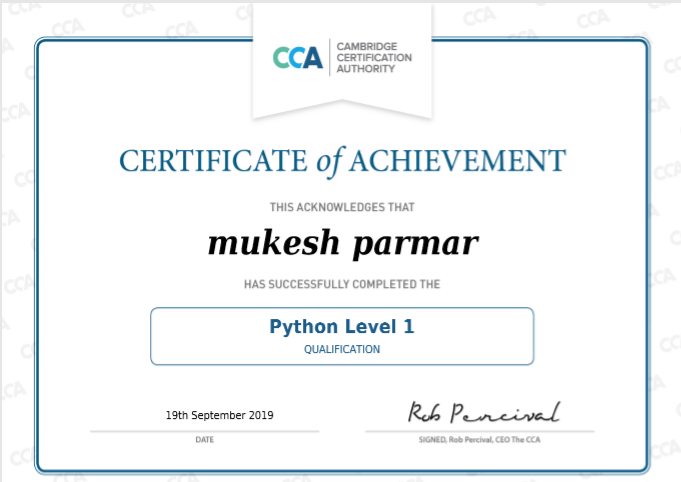 CCA
CAMBRIDGE
CERTIFICATION
AUTHORITY
CERTIFICATE of ACHIEVEMENT
THIS ACKNOWLEDGES THAT
mukesh parmar
HAS SUCCESSFULLY COMPLETED THE
Python Level 1
QUALIFICATION
19th September 2019
Rob Percival
DATE
SIGNED, Rob Percival, CEO The CCA